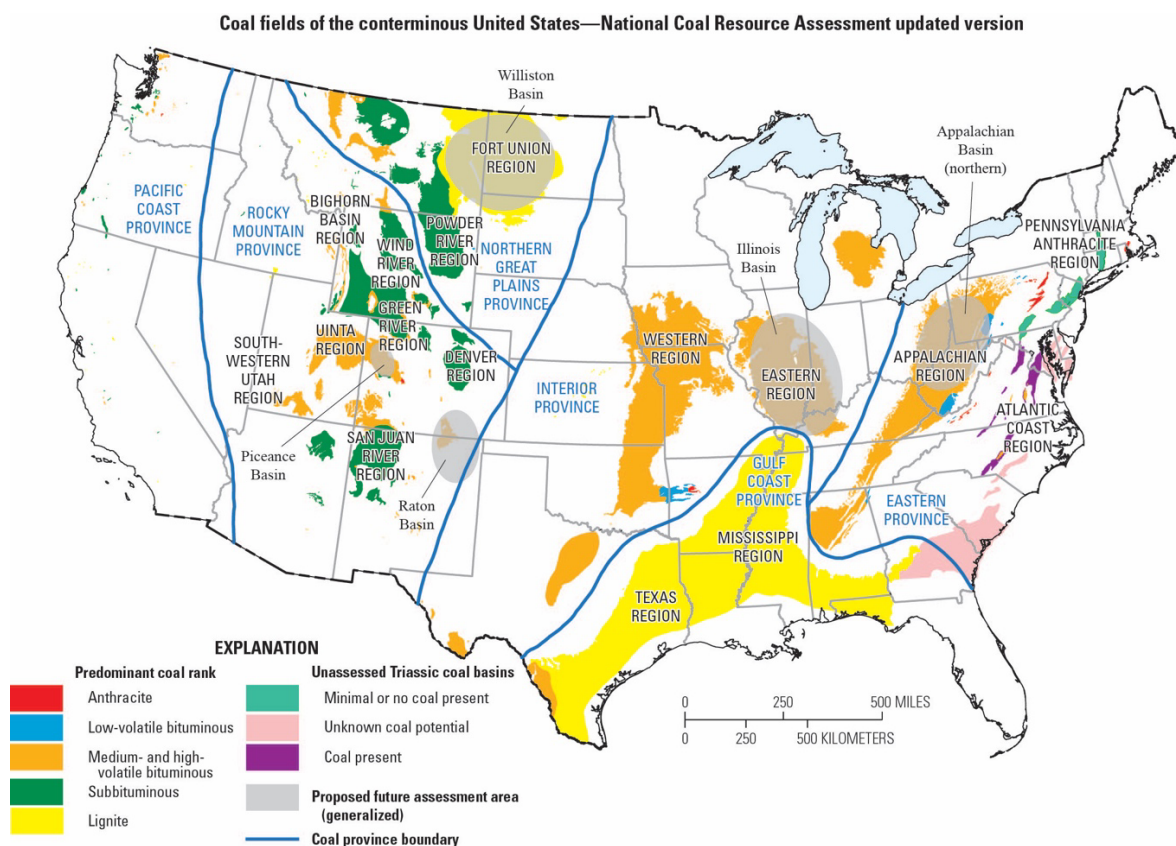 Coal fields of the conterminous United States—National Coal Resource Assessment updated version
Williston
Basin
FORT UNION
REGION
Appalachian
Basin
(northern)
PACIFIC
COAST
PROVINCE
ROCKY
MOUNTAIN
PROVINCE
BIGHORN
BASIN
REGION
WIND
RIVER
REGION
POWDER
RIVER
REGION
NORTHERN
GREAT
PLAINS
PROVINCE
GREEN
RIVER
REGION
UINTA
REGION
SOUTH-
WESTERN
UTAH
REGION
DENVER
REGION
Piceance
Basin
SAN JUAN
RIVER
REGION
Raton
Basin
INTERIOR
PROVINCE
WESTERN
REGION
Illinois
Basin
EASTERN
REGION
PENNSYLVANIA
ANTHRACITE
REGION
APPALACHIAN
REGION
ATLANTIC
COAST
REGION
GULF
COAST
PROVINCE
EASTERN
PROVINCE
MISSISSIPPI
REGION
TEXAS
REGION
EXPLANATION
Predominant coal rank
Anthracite
Low-volatile bituminous
Medium- and high-
volatile bituminous
Subbituminous
Lignite
Unassessed Triassic coal basins
Minimal or no coal present
Unknown coal potential
Coal present
Proposed future assessment area
(generalized)
Coal province boundary
0 250 500 MILES
0 250 500 KILOMETERS